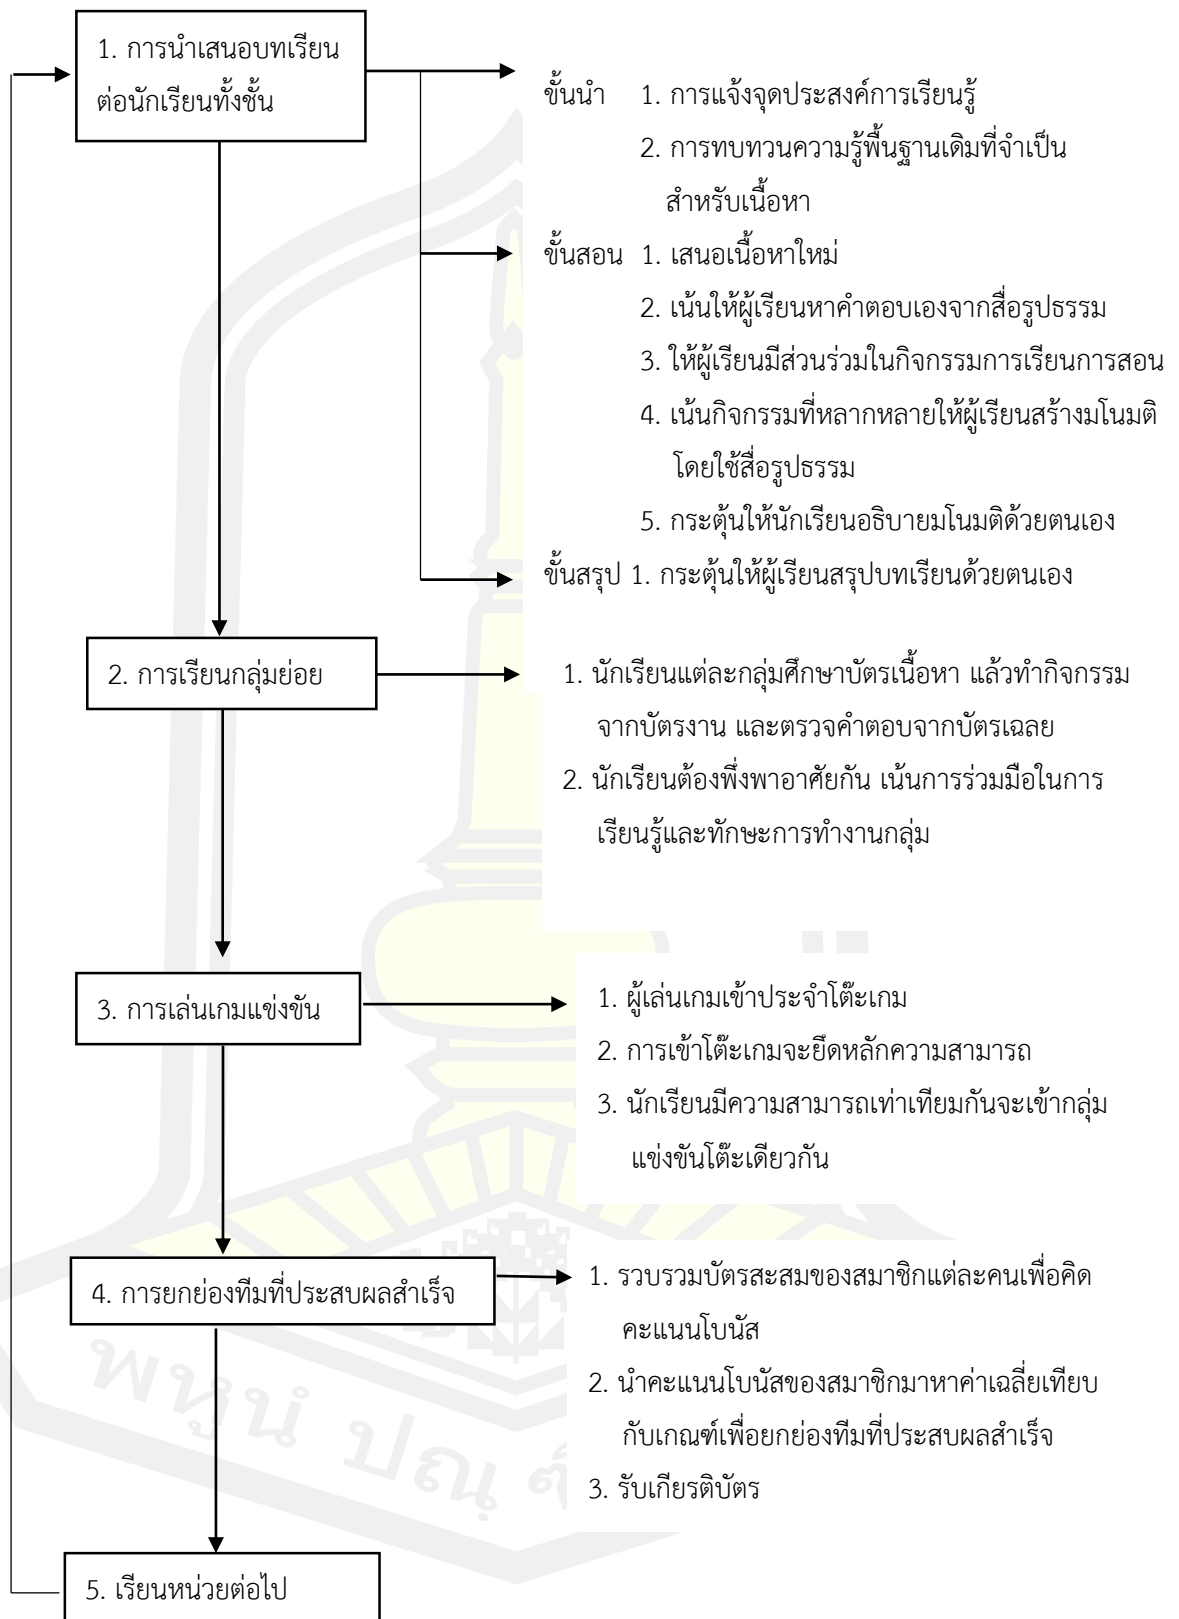 1. การนำเสนอบทเรียน
ต่อนักเรียนทั้งชั้น
ขั้นนำ 1. การแจ้งจุดประสงค์การเรียนรู้
2. การทบทวนความรู้พื้นฐานเดิมที่จำเป็น
สำหรับเนื้อหา
ขั้นสอน 1. เสนอเนื้อหาใหม่
2. เน้นให้ผู้เรียนหาคำตอบเองจากสื่อรูปธรรม
3. ให้ผู้เรียนมีส่วนร่วมในกิจกรรมการเรียนการสอน
4. เน้นกิจกรรมที่หลากหลายให้ผู้เรียนสร้างมโนมติ
โดยใช้สื่อรูปธรรม
5. กระตุ้นให้นักเรียนอธิบายมโนมติด้วยตนเอง
ขั้นสรุป 1. กระตุ้นให้ผู้เรียนสรุปบทเรียนด้วยตนเอง
2. การเรียนกลุ่มย่อย
1. นักเรียนแต่ละกลุ่มศึกษาบัตรเนื้อหา แล้วทำกิจกรรม
จากบัตรงาน และตรวจคำตอบจากบัตรเฉลย
2. นักเรียนต้องพึ่งพาอาศัยกัน เน้นการร่วมมือในการ
เรียนรู้และทักษะการทำงานกลุ่ม
3. การเล่นเกมแข่งขัน
1. ผู้เล่นเกมเข้าประจำโต๊ะเกม
2. การเข้าโต๊ะเกมจะยึดหลักความสามารถ
3. นักเรียนมีความสามารถเท่าเทียมกันจะเข้ากลุ่ม
แข่งขันโต๊ะเดียวกัน
4. การยกย่องทีมที่ประสบผลสำเร็จ
1. รวบรวมบัตรสะสมของสมาชิกแต่ละคนเพื่อคิด
คะแนนโบนัส
2. นำคะแนนโบนัสของสมาชิกมาหาค่าเฉลี่ยเทียบ
กับเกณฑ์เพื่อยกย่องทีมที่ประสบผลสำเร็จ
3. รับเกียรติบัตร
พหูนํ ปณฺ
5. เรียนหน่วยต่อไป